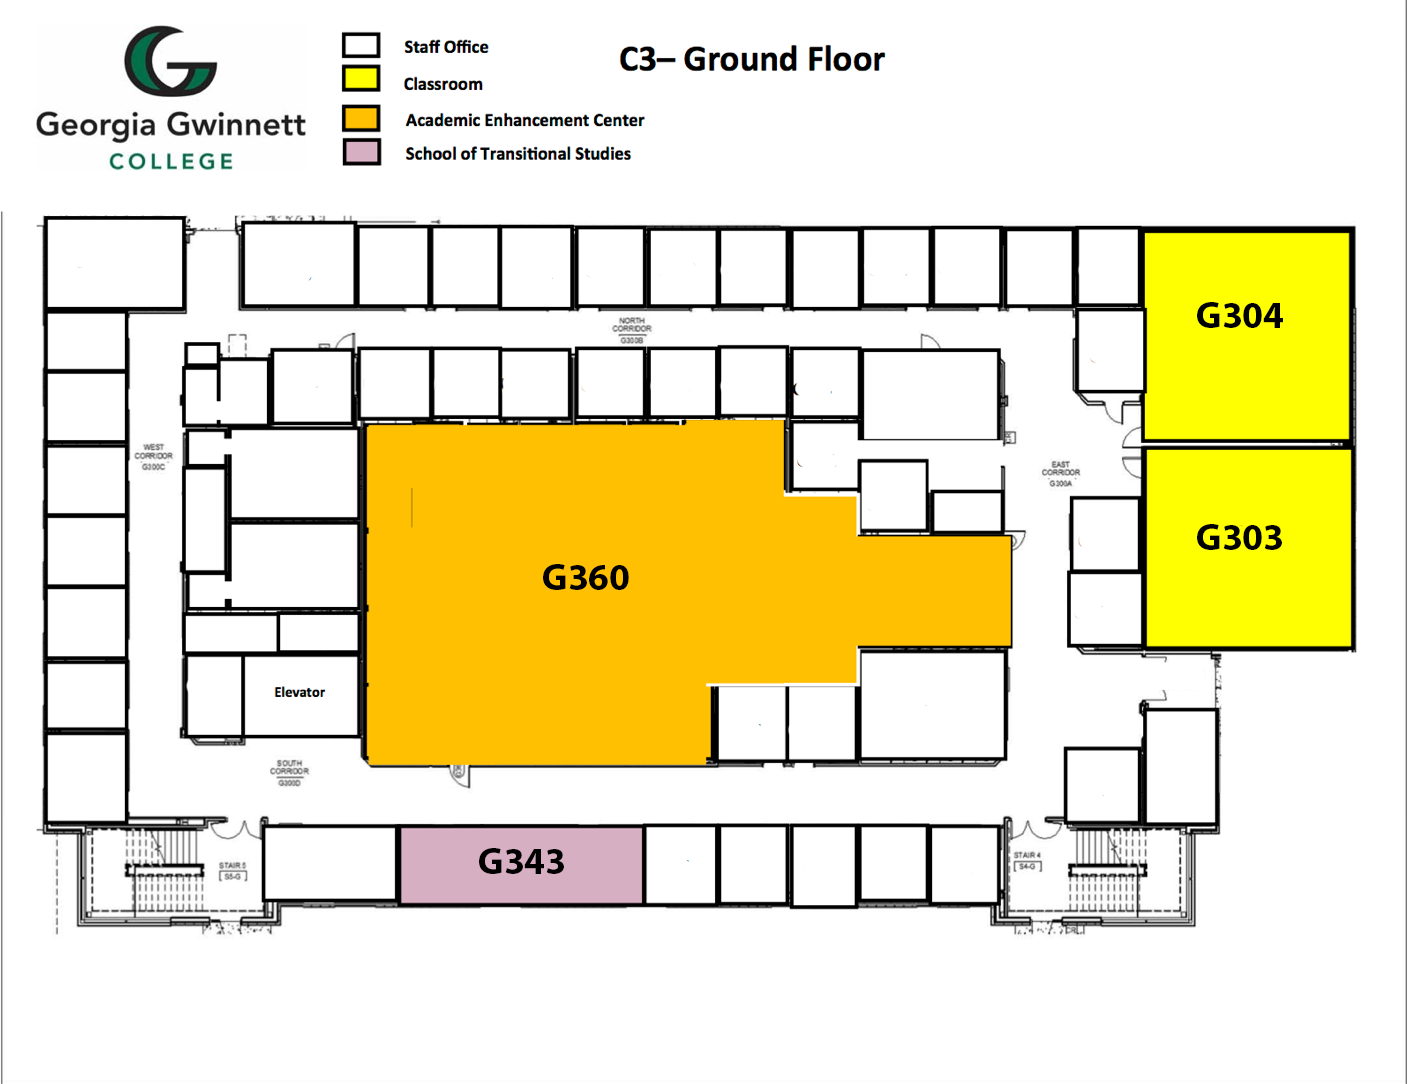 Georgia Gwinnett
COLLEGE
Staff Office
Classroom
Academic Enhancement Center
School of Transitional Studies
C3– Ground Floor
NORTH
CORRIDOR
G300B
G304
WEST
CORRIDOR
G300C
EAST
CORRIDOR
G300A
G303
G360
Elevator
SOUTH
CORRIDOR
G300D
STAIR 5
S5-G
G343
STAIR 4
S4-G